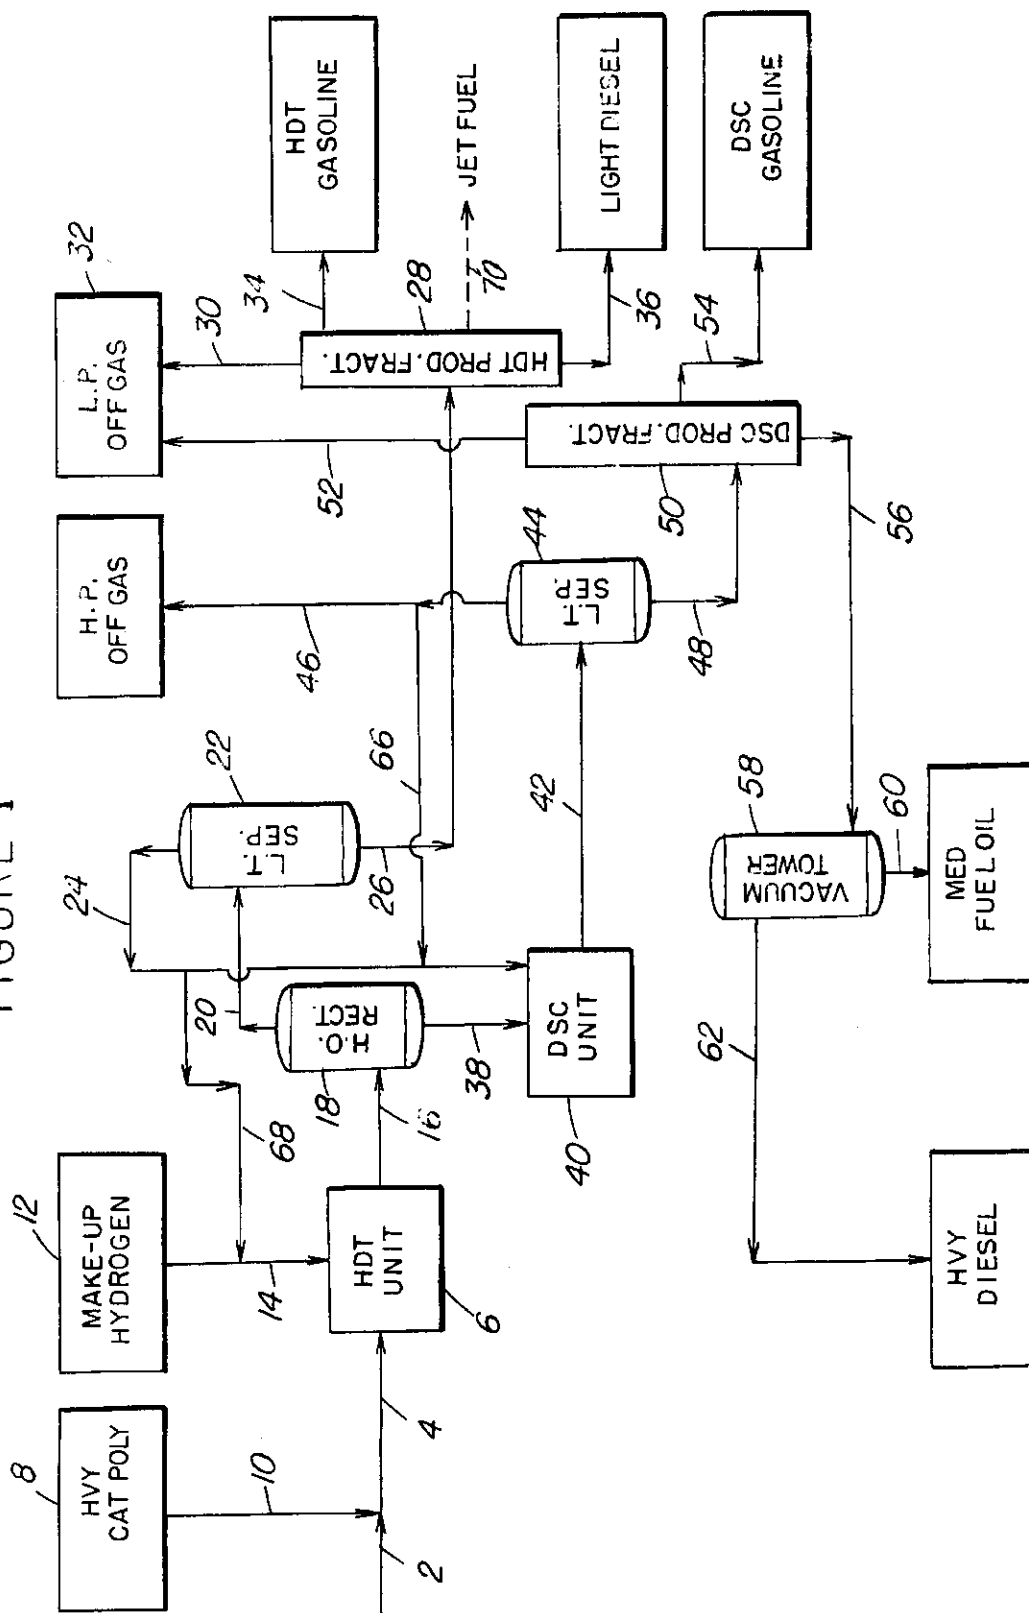 FIGURE 1
8
HVY
CAT POLY
10
2
4
12
MAKE-UP
HYDROGEN
14
68
HDT
UNIT
6
16
18
H.O.
RECT.
20
38
24
22
L.T.
SEP.
26
66
DSC
UNIT
40
42
44
L.T.
SEP.
46
48
H.P.
OFF GAS
L.P.
OFF GAS
32
30
52
34
28
HDT PROD. FRACT.
HDT
GASOLINE
70
JET FUEL
36
LIGHT DIESEL
50
DSC PROD. FRACT.
54
DSC
GASOLINE
56
58
VACUUM
TOWER
60
MED
FUEL OIL
62
HVY
DIESEL